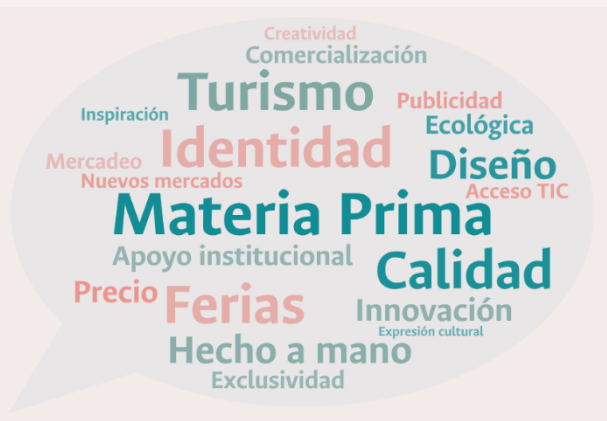 Creatividad
Comercialización
Turismo
Publicidad
Inspiración
Ecológica
Identidad
Mercadeo
Diseño
Nuevos mercados
Acceso TIC
Materia Prima
Apoyo institucional
Calidad
Precio
Ferias
Innovación
Expresión cultural
Hecho a mano
Exclusividad